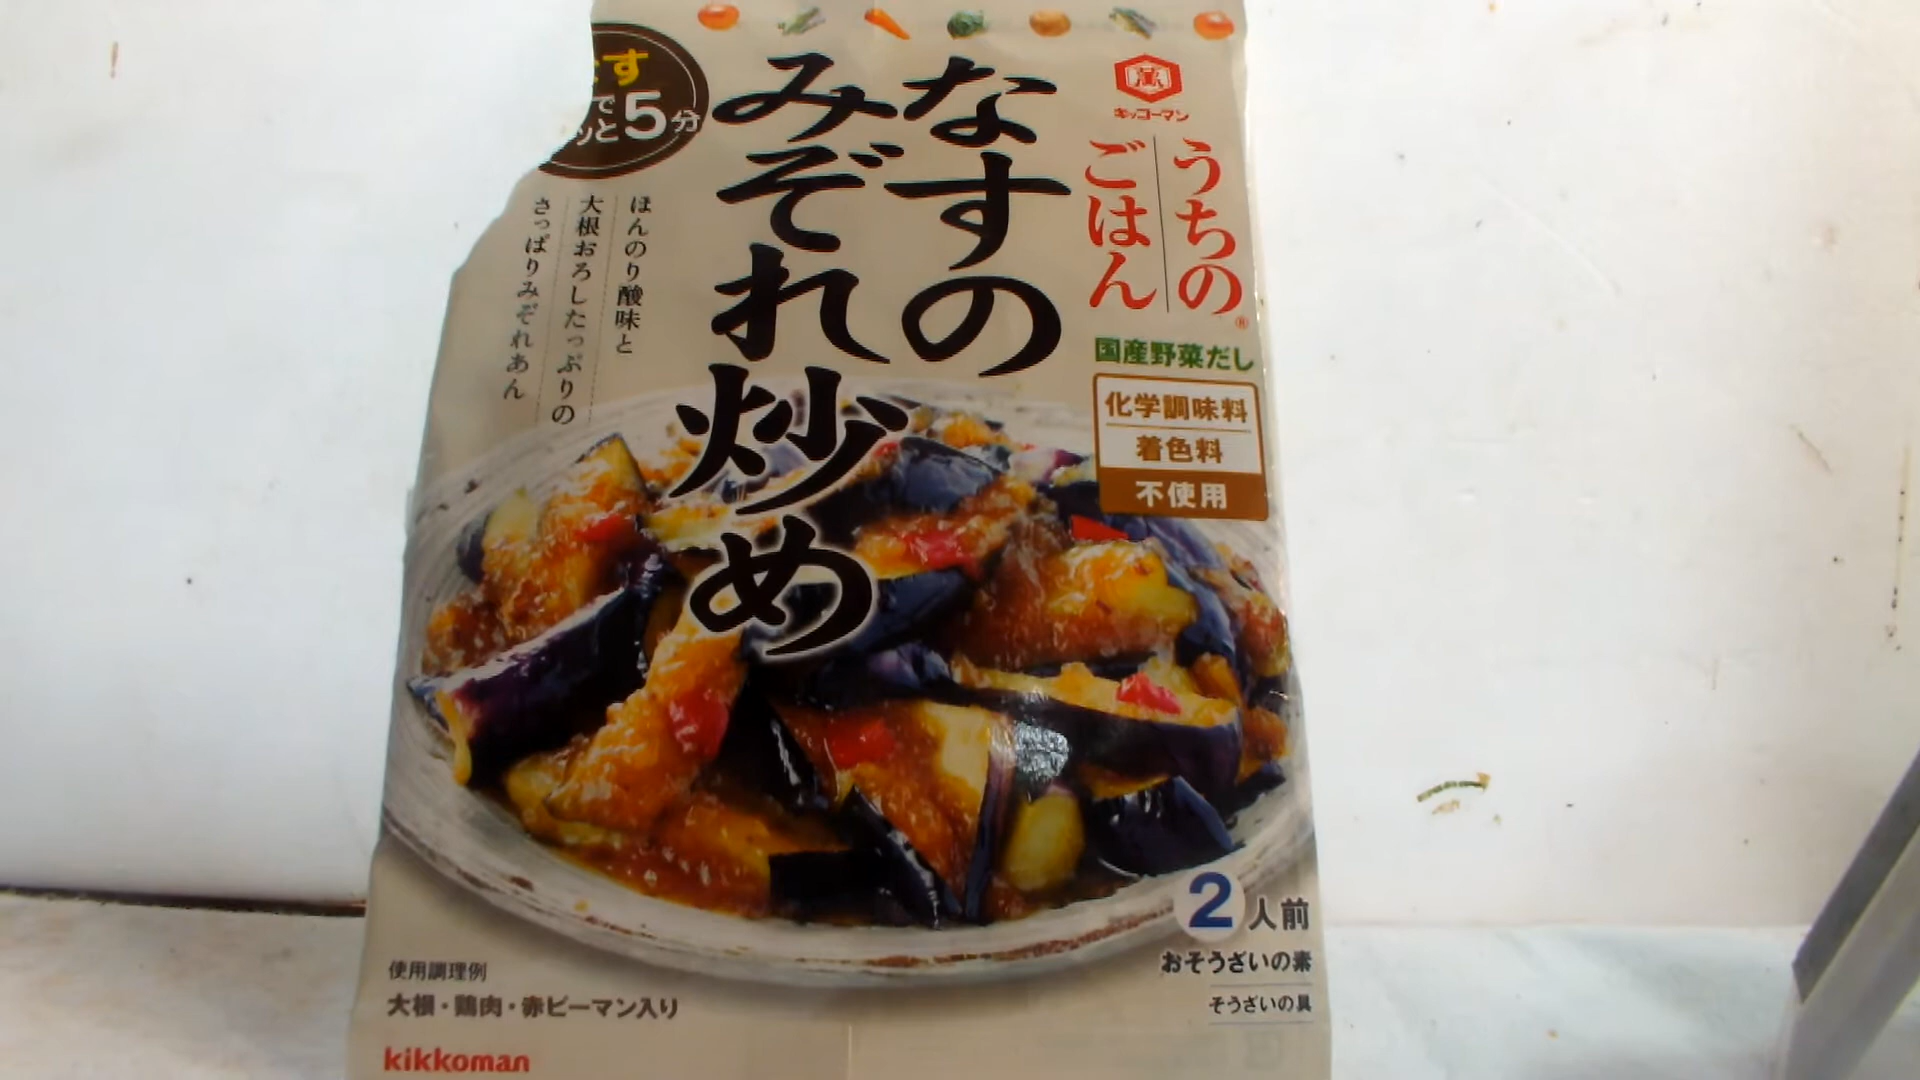 キッコーマン
うちの
ごはん
®
なすの
みぞれ炒め
す
で
ッと5分
ほんのり酸味と
大根おろしたっぷりの
さっぱりみぞれあん
国産野菜だし
化学調味料
着色料
不使用
2人前
おそうざいの素
そうざいの具
使用調理例
大根・鶏肉・赤ピーマン入り
kikkoman